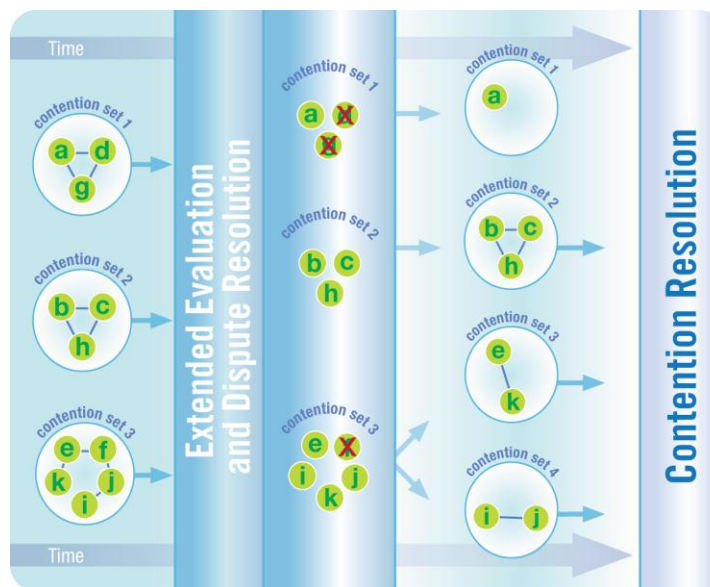 Time
contention set 1
a d
g
contention set 2
b c
h
contention set 3
e f
k j
i
Time
Extended Evaluation
and Dispute Resolution
contention set 1
a
contention set 2
b c
h
contention set 3
e
i j
k
contention set 1
a
contention set 2
b c
h
contention set 3
e
k
contention set 4
i j
Contention Resolution